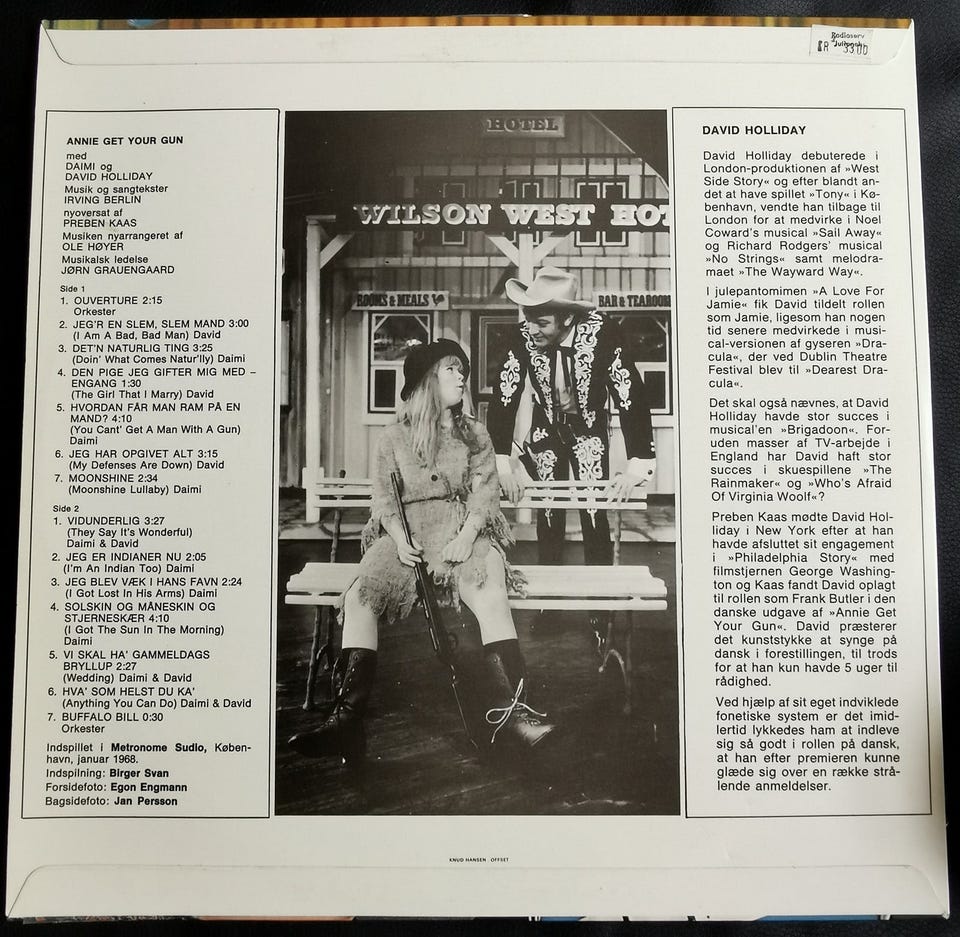 Radioserv
Julianehåb
ER 33.00
ANNIE GET YOUR GUN
med
DAIMI og
DAVID HOLLIDAY
Musik og sangtekster
IRVING BERLIN
nyoversat af
PREBEN KAAS
Musiken nyarrangeret af
OLE HØYER
Musikalsk ledelse
JØRN GRAUENGAARD
Side 1
1. OUVERTURE 2:15
Orkester
2. JEG'R EN SLEM, SLEM MAND 3:00
(I Am A Bad, Bad Man) David
3. DET'N NATURLIG TING 3:25
(Doin' What Comes Natur'lly) Daimi
4. DEN PIGE JEG GIFTER MIG MED –
ENGANG 1:30
(The Girl That I Marry) David
5. HVORDAN FÅR MAN RAM PÅ EN
MAND? 4:10
(You Cant' Get A Man With A Gun)
Daimi
6. JEG HAR OPGIVET ALT 3:15
(My Defenses Are Down) David
7. MOONSHINE 2:34
(Moonshine Lullaby) Daimi
Side 2
1. VIDUNDERLIG 3:27
(They Say It's Wonderful)
Daimi & David
2. JEG ER INDIANER NU 2:05
(I'm An Indian Too) Daimi
3. JEG BLEV VÆK I HANS FAVN 2:24
(I Got Lost In His Arms) Daimi
4. SOLSKIN OG MÅNESKIN OG
STJERNESKÆR 4:10
(I Got The Sun In The Morning)
Daimi
5. VI SKAL HA' GAMMELDAGS
BRYLLUP 2:27
(Wedding) Daimi & David
6. HVA' SOM HELST DU KA'
(Anything You Can Do) Daimi & David
7. BUFFALO BILL 0:30
Orkester
Indspillet i Metronome Sudio, Køben-
havn, januar 1968.
Indspilning: Birger Svan
Forsidefoto: Egon Engmann
Bagsidefoto: Jan Persson
HOTEL
WILSON WEST HOT
ROOMS & MEALS
BAR & TEAROOM
DAVID HOLLIDAY
David Holliday debuterede i
London-produktionen af »West
Side Story« og efter blandt an-
det at have spillet »Tony« i Kø-
benhavn, vendte han tilbage til
London for at medvirke i Noel
Coward's musical »Sail Away«
og Richard Rodgers' musical
»No Strings« samt melodra-
maet »The Wayward Way«.
I julepantomimen »A Love For
Jamie« fik David tildelt rollen
som Jamie, ligesom han nogen
tid senere medvirkede i musi-
cal-versionen af gyseren »Dra-
cula«, der ved Dublin Theatre
Festival blev til »Dearest Dra-
cula«.
Det skal også nævnes, at David
Holliday havde stor succes i
musical'en »Brigadoon«. For-
uden masser af TV-arbejde i
England har David haft stor
succes i skuespillene »The
Rainmaker« og »Who's Afraid
Of Virginia Woolf«?
Preben Kaas mødte David Hol-
liday i New York efter at han
havde afsluttet sit engagement
i »Philadelphia Story« med
filmstjernen George Washing-
ton og Kaas fandt David oplagt
til rollen som Frank Butler i den
danske udgave af »Annie Get
Your Gun«. David præsterer
det kunststykke at synge på
dansk i forestillingen, til trods
for at han kun havde 5 uger til
rådighed.
Ved hjælp af sit eget indviklede
fonetiske system er det imid-
lertid lykkedes ham at indleve
sig så godt i rollen på dansk,
at han efter premieren kunne
glæde sig over en række strå-
lende anmeldelser.
KNUD HANSEN OFFSET